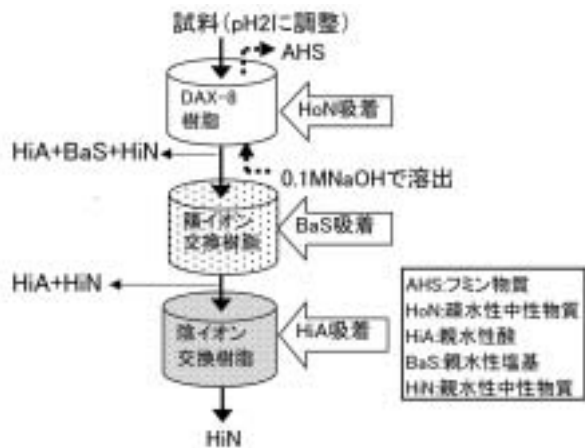 試料(pH2に調整)
AHS
DAX-8
樹脂
HoN吸着
HiA+BaS+HiN
0.1MNaOHで溶出
陽イオン
交換樹脂
BaS吸着
HiA+HiN
陰イオン
交換樹脂
HiA吸着
HiN
AHS:フミン物質
HoN:疎水性中性物質
HiA:親水性酸
BaS:親水性塩基
HiN:親水性中性物質